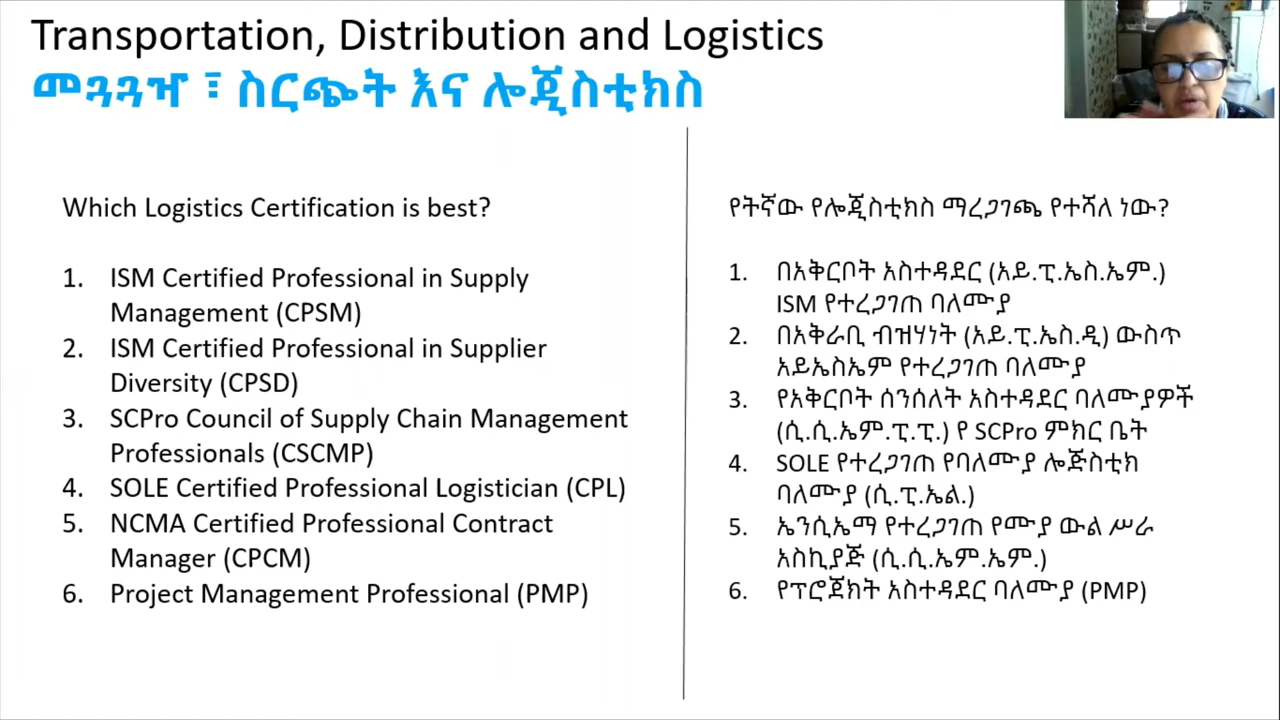 Transportation, Distribution and Logistics
መጓጓዣ ፣ ስርጭት እና ሎጂስቲክስ
Which Logistics Certification is best?
1. ISM Certified Professional in Supply
Management (CPSM)
2. ISM Certified Professional in Supplier
Diversity (CPSD)
3. SCPro Council of Supply Chain Management
Professionals (CSCMP)
4. SOLE Certified Professional Logistician (CPL)
5. NCMA Certified Professional Contract
Manager (CPCM)
6. Project Management Professional (PMP)
የትኛው የሎጂስቲክስ ማረጋገጫ የተሻለ ነው?
1. በአቅርቦት አስተዳደር (አይ.ፒ.ኤስ.ኤም.)
ISM የተረጋገጠ ባለሙያ
2. በአቅራቢ ብዝሃነት (አይ.ፒ.ኤስ.ዲ) ውስጥ
አይኤስኤም የተረጋገጠ ባለሙያ
3. የአቅርቦት ሰንሰለት አስተዳደር ባለሙያዎች
(ሲ.ሲ.ኤም.ፒ.ፒ.) የ SCPro ምክር ቤት
4. SOLE የተረጋገጠ የባለሙያ ሎጅስቲክ
ባለሙያ (ሲ.ፒ.ኤል.)
5. ኤንሲኤማ የተረጋገጠ የሙያ ውል ሥራ
አስኪያጅ (ሲ.ሲ.ኤም.ኤም.)
6. የፕሮጀክት አስተዳደር ባለሙያ (PMP)